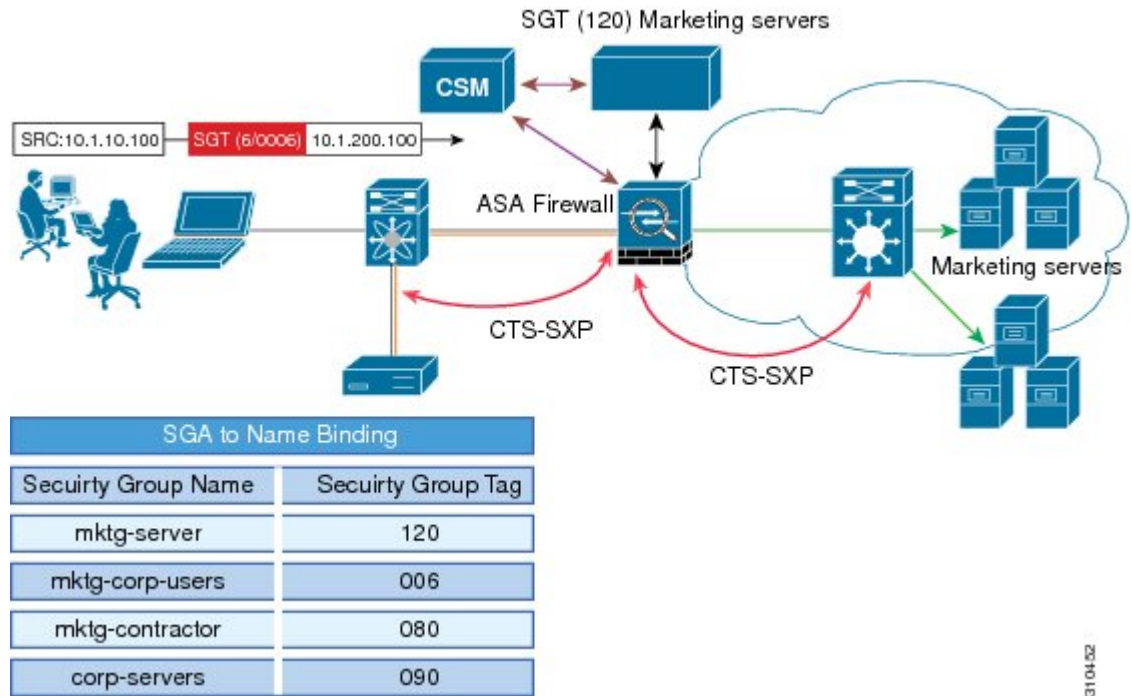 SGT (120) Marketing servers
CSM
SRC:10.1.10.100
SGT (6/0006)
10.1.200.100
ASA Firewall
Marketing servers
CTS-SXP
CTS-SXP
SGA to Name Binding
Secuirty Group Name
Secuirty Group Tag
mktg-server
120
mktg-corp-users
006
mktg-contractor
080
corp-servers
090
310452